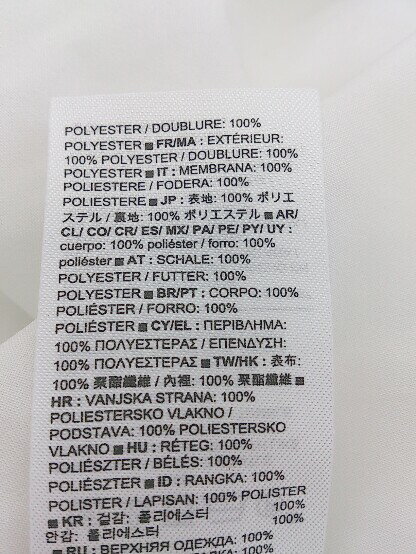 POLYESTER / DOUBLURE: 100%
POLYESTER ■ FR/MA : EXTÉRIEUR:
100% POLYESTER / DOUBLURE: 100%
POLYESTER ■ IT : MEMBRANA: 100%
POLIESTERE / FODERA: 100%
POLIESTERE ■ JP : 表地: 100% ポリエ
ステル / 裏地: 100% ポリエステル ■ AR/
CL/ CO/ CR/ ES/ MX/ PA/ PE/ PY/ UY :
cuerpo: 100% poliéster / forro: 100%
poliéster ■ AT : SCHALE: 100%
POLYESTER / FUTTER: 100%
POLYESTER ■ BR/PT : CORPO: 100%
POLIÉSTER / FORRO: 100%
POLIÉSTER ■ CY/EL : ΠΕΡΙΒΛΗΜΑ:
100% ΠΟΛΥΕΣΤΕΡΑΣ / ΕΠΕΝΔΥΣΗ:
100% ΠΟΛΥΕΣΤΕΡΑΣ ■ TW/HK : 表布:
100% 聚酯纖維 / 內裡: 100% 聚酯纖維 ■
HR : VANJSKA STRANA: 100%
POLIESTERSKO VLAKNO /
PODSTAVA: 100% POLIESTERSKO
VLAKNO ■ HU : RÉTEG: 100%
POLIÉSZTER / BÉLÉS: 100%
POLIÉSZTER ■ ID : RANGKA: 100%
POLISTER / LAPISAN: 100% POLISTER
■ KR : 겉감: 폴리에스터 100%
안감: 폴리에스터 100%
■ RU : ВЕРХНЯЯ ОДЕЖДА: 100%